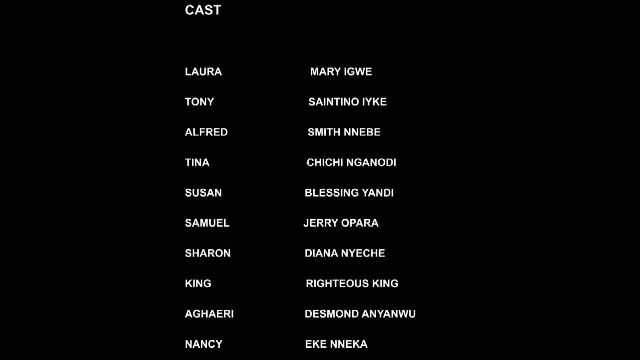 CAST
LAURA MARY IGWE
TONY SAINTINO IYKE
ALFRED SMITH NNEBE
TINA CHICHI NGANODI
SUSAN BLESSING YANDI
SAMUEL JERRY OPARA
SHARON DIANA NYECHE
KING RIGHTEOUS KING
AGHAERI DESMOND ANYANWU
NANCY EKE NNEKA